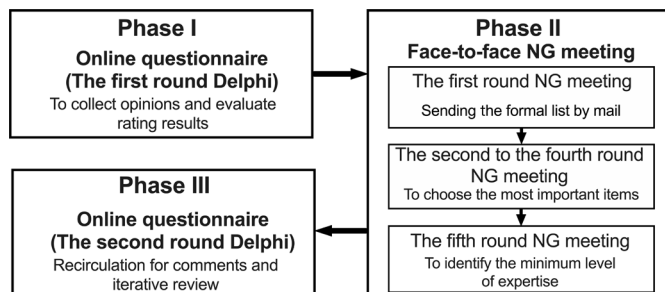 Phase I
Online questionnaire
(The first round Delphi)
To collect opinions and evaluate
rating results
Phase II
Face-to-face NG meeting
The first round NG meeting
Sending the formal list by mail
The second to the fourth round
NG meeting
To choose the most important items
The fifth round NG meeting
To identify the minimum level
of expertise
Phase III
Online questionnaire
(The second round Delphi)
Recirculation for comments and
iterative review